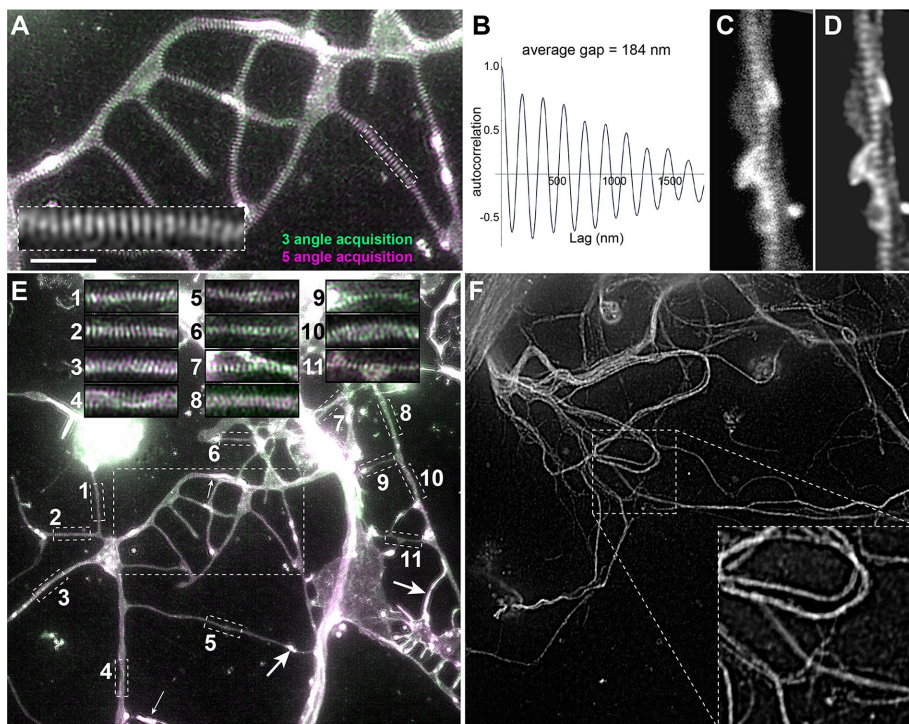 A
3 angle acquisition
5 angle acquisition
B
average gap = 184 nm
autocorrelation
1.0
0.5
-0.5
500
1000
1500
Lag (nm)
C
D
E
1
2
3
4
5
6
7
8
9
10
11
1
2
3
4
5
6
7
8
9
10
11
F